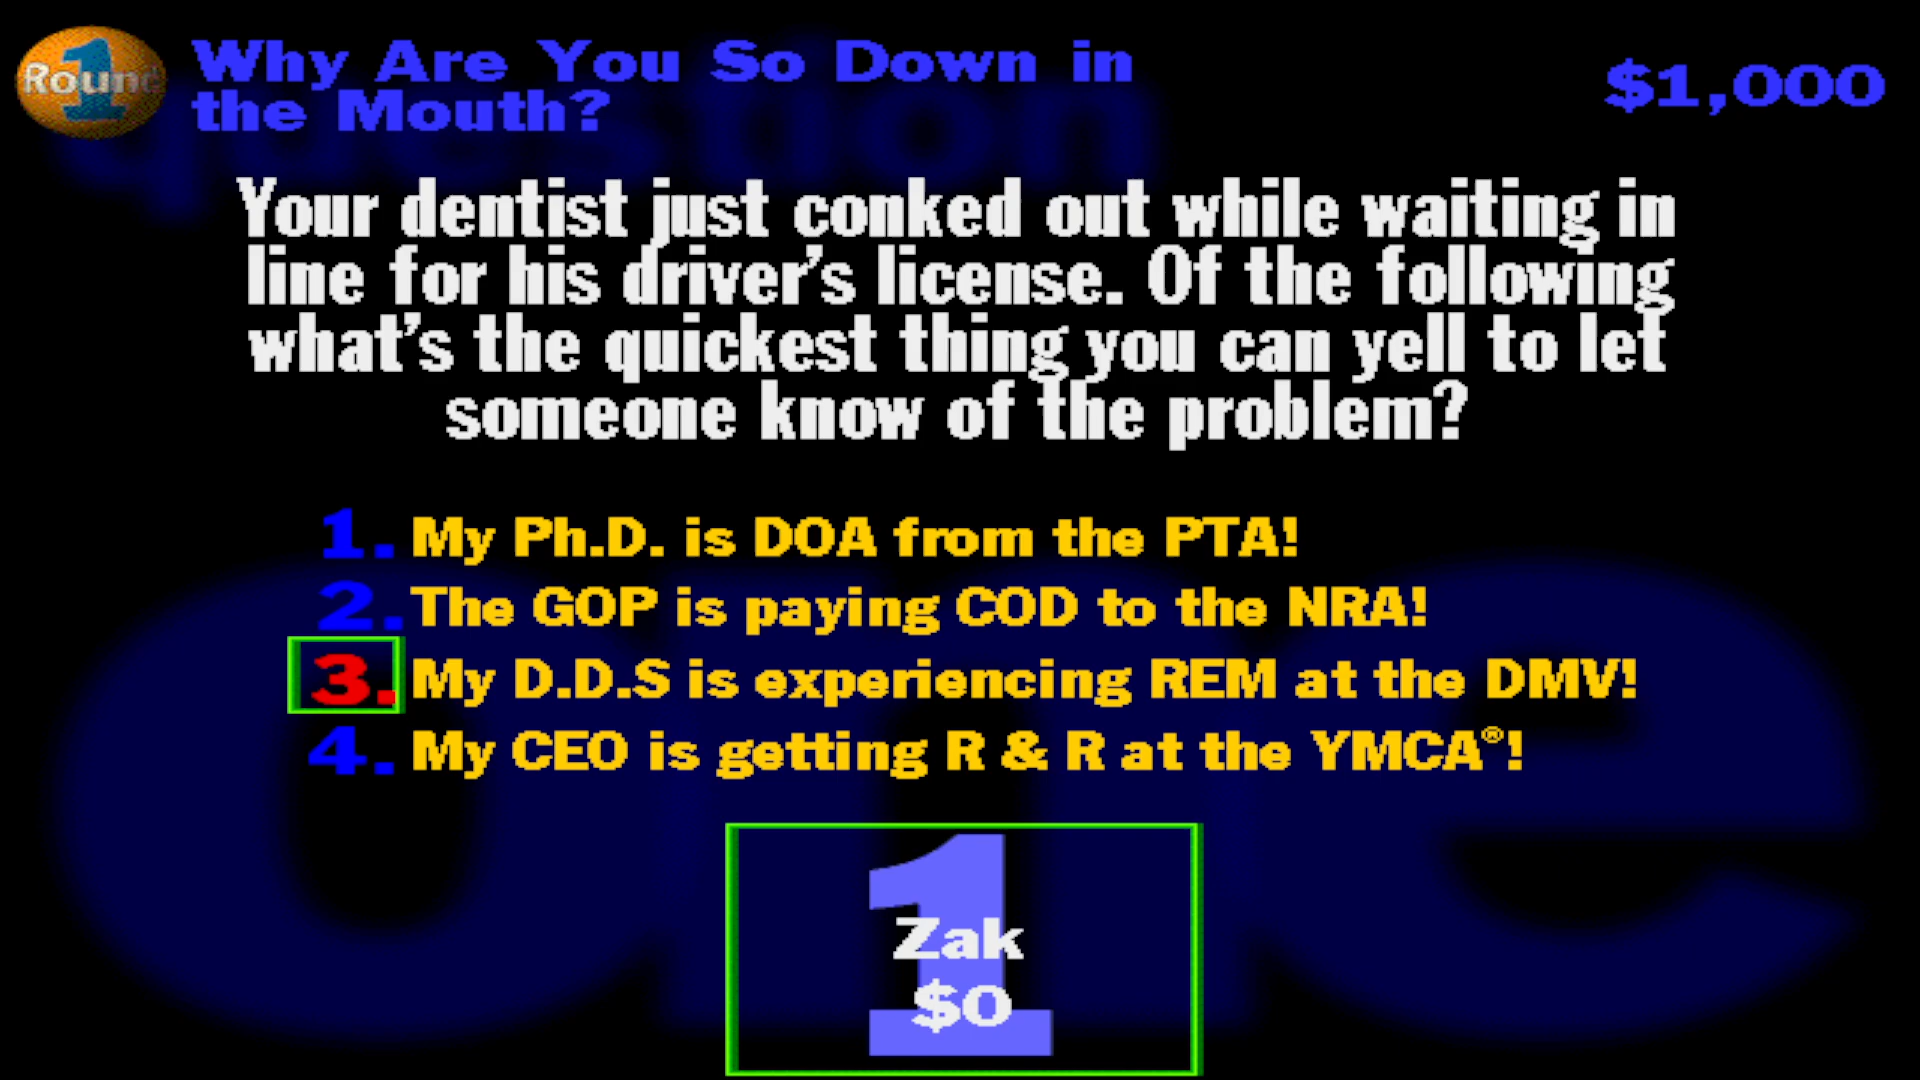 Round 1
Why Are You So Down in
the Mouth?
$1,000
question
Your dentist just conked out while waiting in
line for his driver's license. Of the following
what's the quickest thing you can yell to let
someone know of the problem?
1. My Ph.D. is DOA from the PTA!
2. The GOP is paying COD to the NRA!
3. My D.D.S is experiencing REM at the DMV!
4. My CEO is getting R & R at the YMCA®!
one
1
Zak
$0